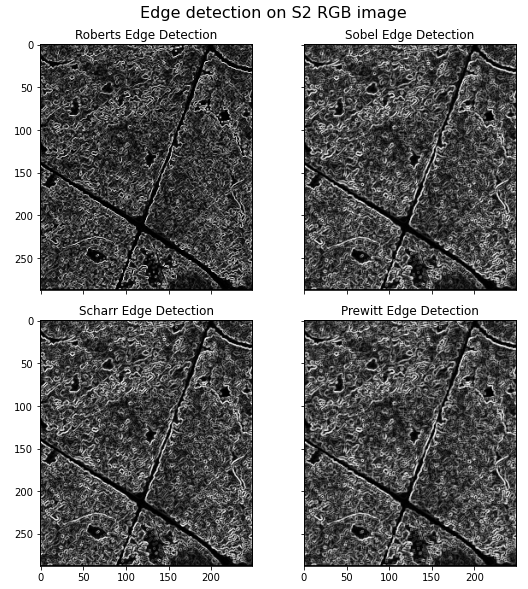 Edge detection on S2 RGB image
Roberts Edge Detection
Sobel Edge Detection
0
50
100
150
200
250
Scharr Edge Detection
Prewitt Edge Detection
0
50
100
150
200
250
0 50 100 150 200
0 50 100 150 200